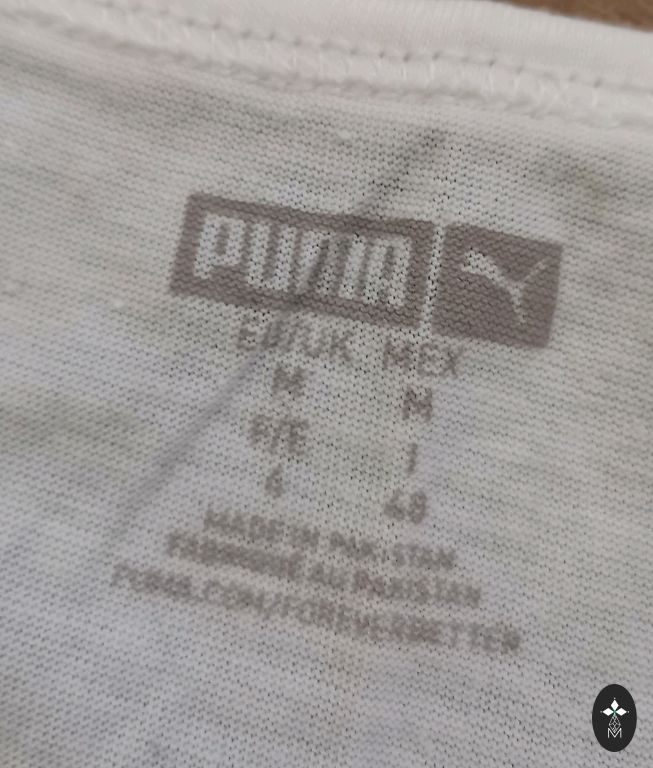 PUMA
EU/UK MEX
M M
F/E I
4 48
MADE IN PAKISTAN
FABRIQUÉ AU PAKISTAN
PUMA.COM/FOREVERBETTER
M